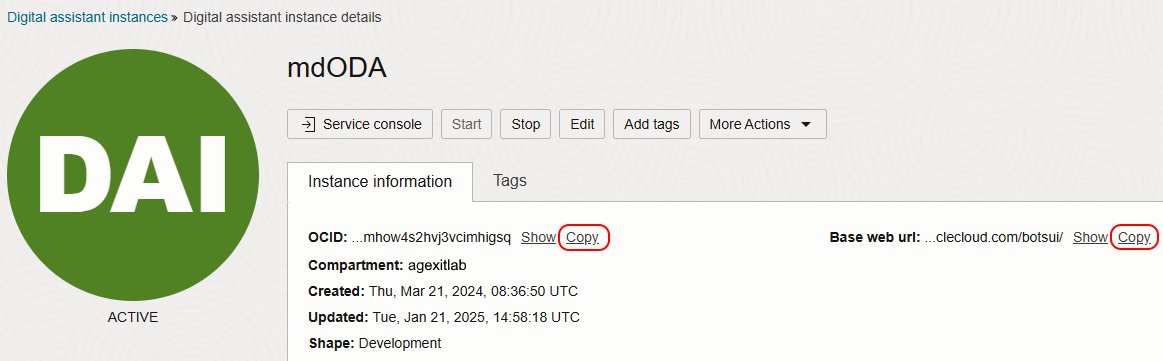 Digital assistant instances » Digital assistant instance details
DAI
ACTIVE
mdODA
Service console Start Stop Edit Add tags More Actions
Instance information Tags
OCID: ...mhow4s2hvj3vcimhigsq Show Copy Base web url: ...clecloud.com/botsui/ Show Copy
Compartment: agexitlab
Created: Thu, Mar 21, 2024, 08:36:50 UTC
Updated: Tue, Jan 21, 2025, 14:58:18 UTC
Shape: Development